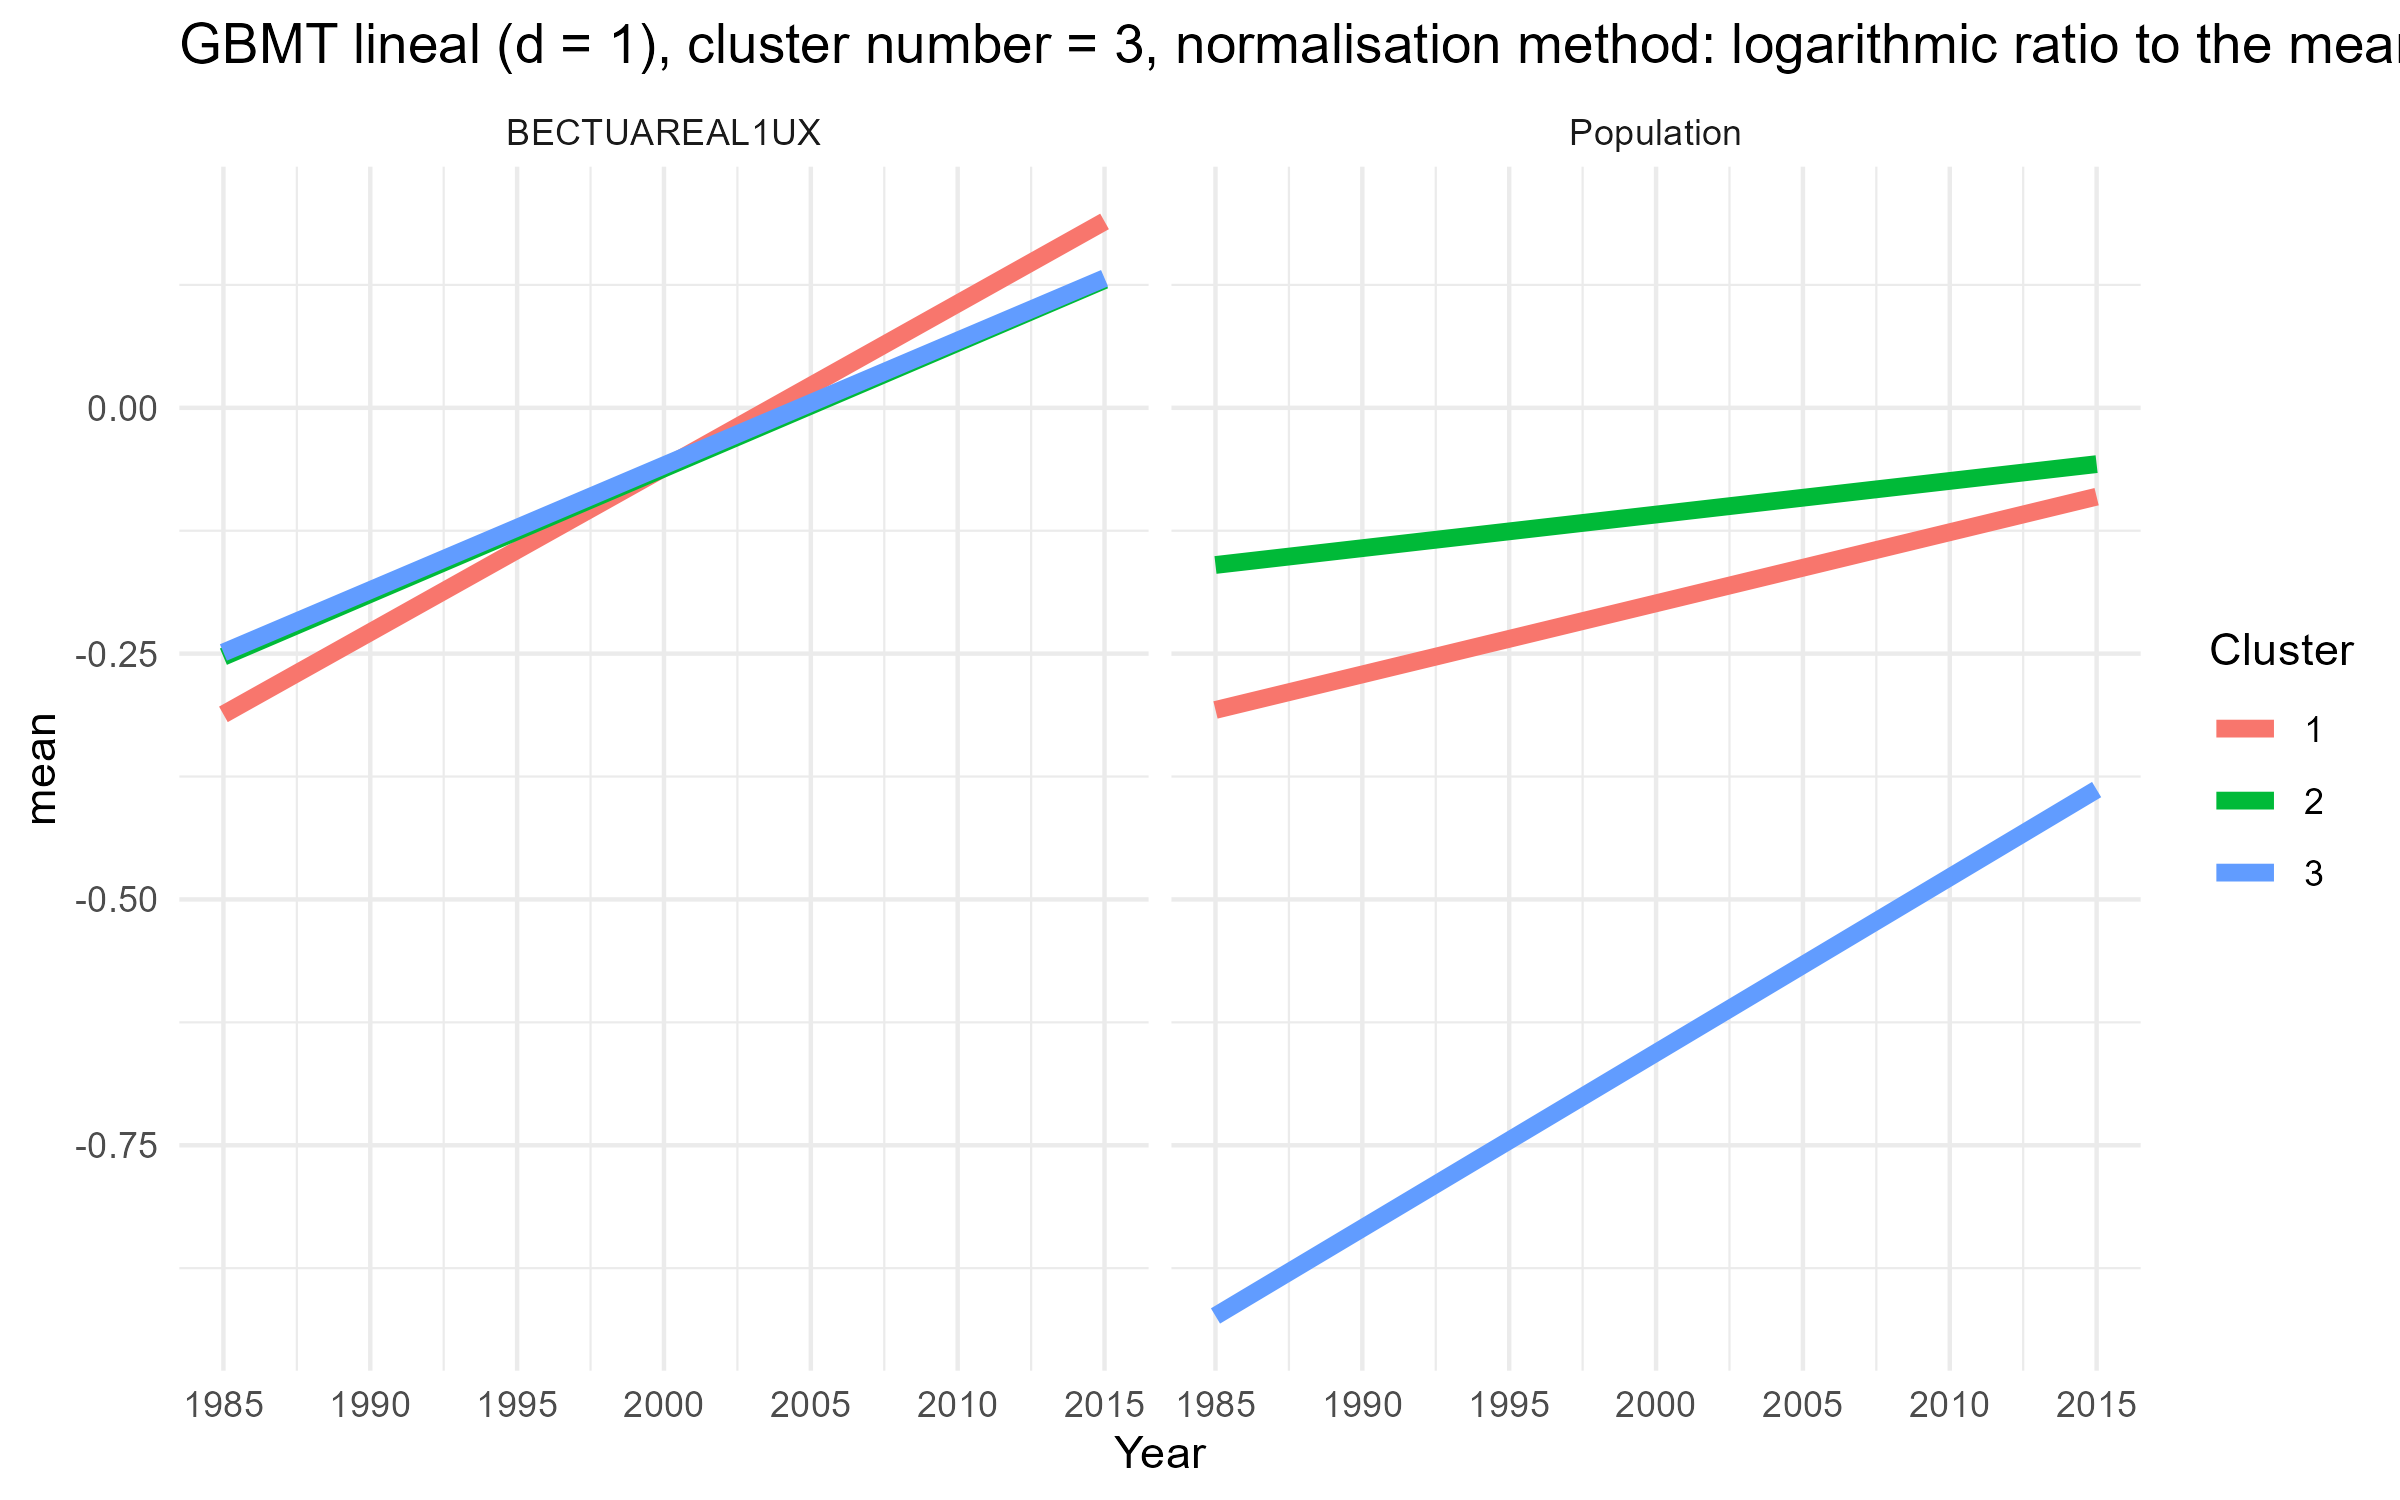 GBMT lineal (d = 1), cluster number = 3, normalisation method: logarithmic ratio to the mean
BECTUAREAL1UX
Population
0.00
-0.25
-0.50
-0.75
mean
1985 1990 1995 2000 2005 2010 2015
1985 1990 1995 2000 2005 2010 2015
Year
Cluster
1
2
3